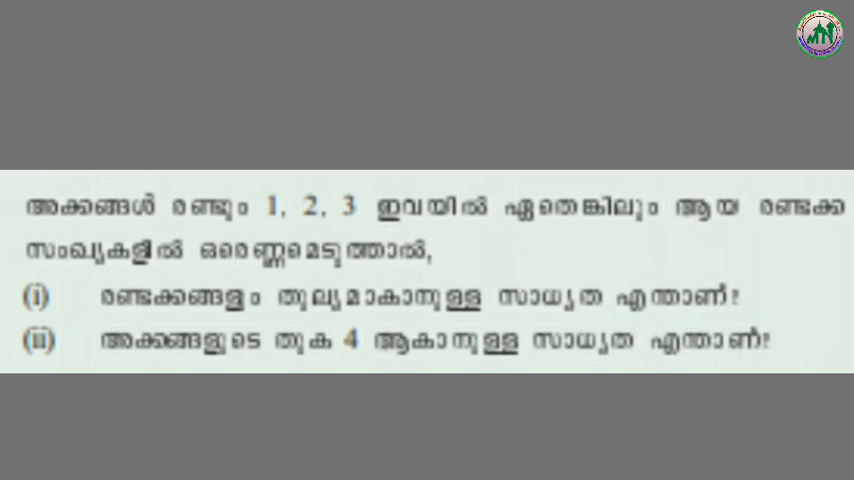 അക്കങ്ങൾ രണ്ടും 1, 2, 3 ഇവയിൽ ഏതെങ്കിലും ആയ രണ്ടക്ക
സംഖ്യകളിൽ ഒരെണ്ണമെടുത്താൽ,
(i) രണ്ടക്കങ്ങളും തുല്യമാകാനുള്ള സാധ്യത എന്താണ്?
(ii) അക്കങ്ങളുടെ തുക 4 ആകാനുള്ള സാധ്യത എന്താണ്?